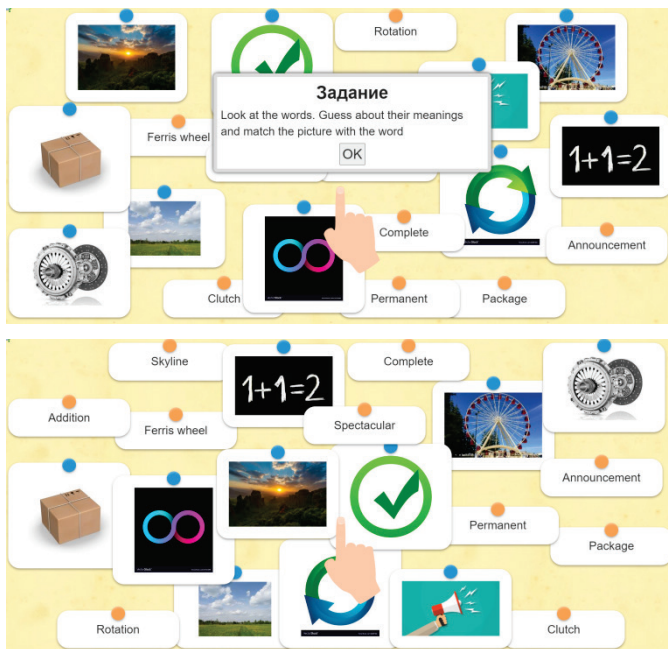 Rotation
Задание
Look at the words. Guess about their meanings
and match the picture with the word
OK
Ferris wheel
1+1=2
Complete
Announcement
Clutch
Permanent
Package
Skyline
Complete
1+1=2
Addition
Ferris wheel
Spectacular
Announcement
Permanent
Package
Rotation
Clutch